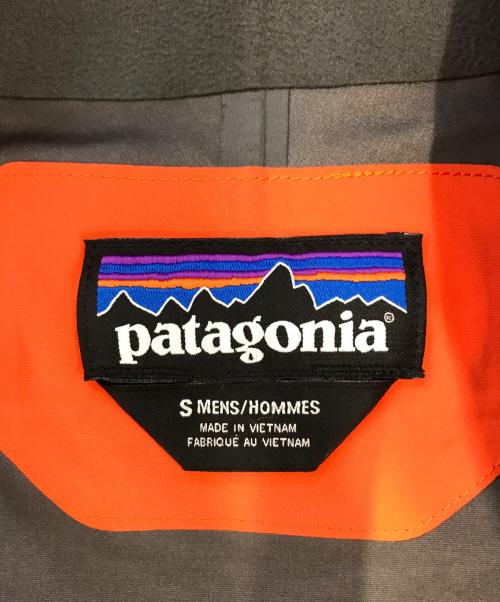 patagonia®
S MENS/HOMMES
MADE IN VIETNAM
FABRIQUÉ AU VIETNAM